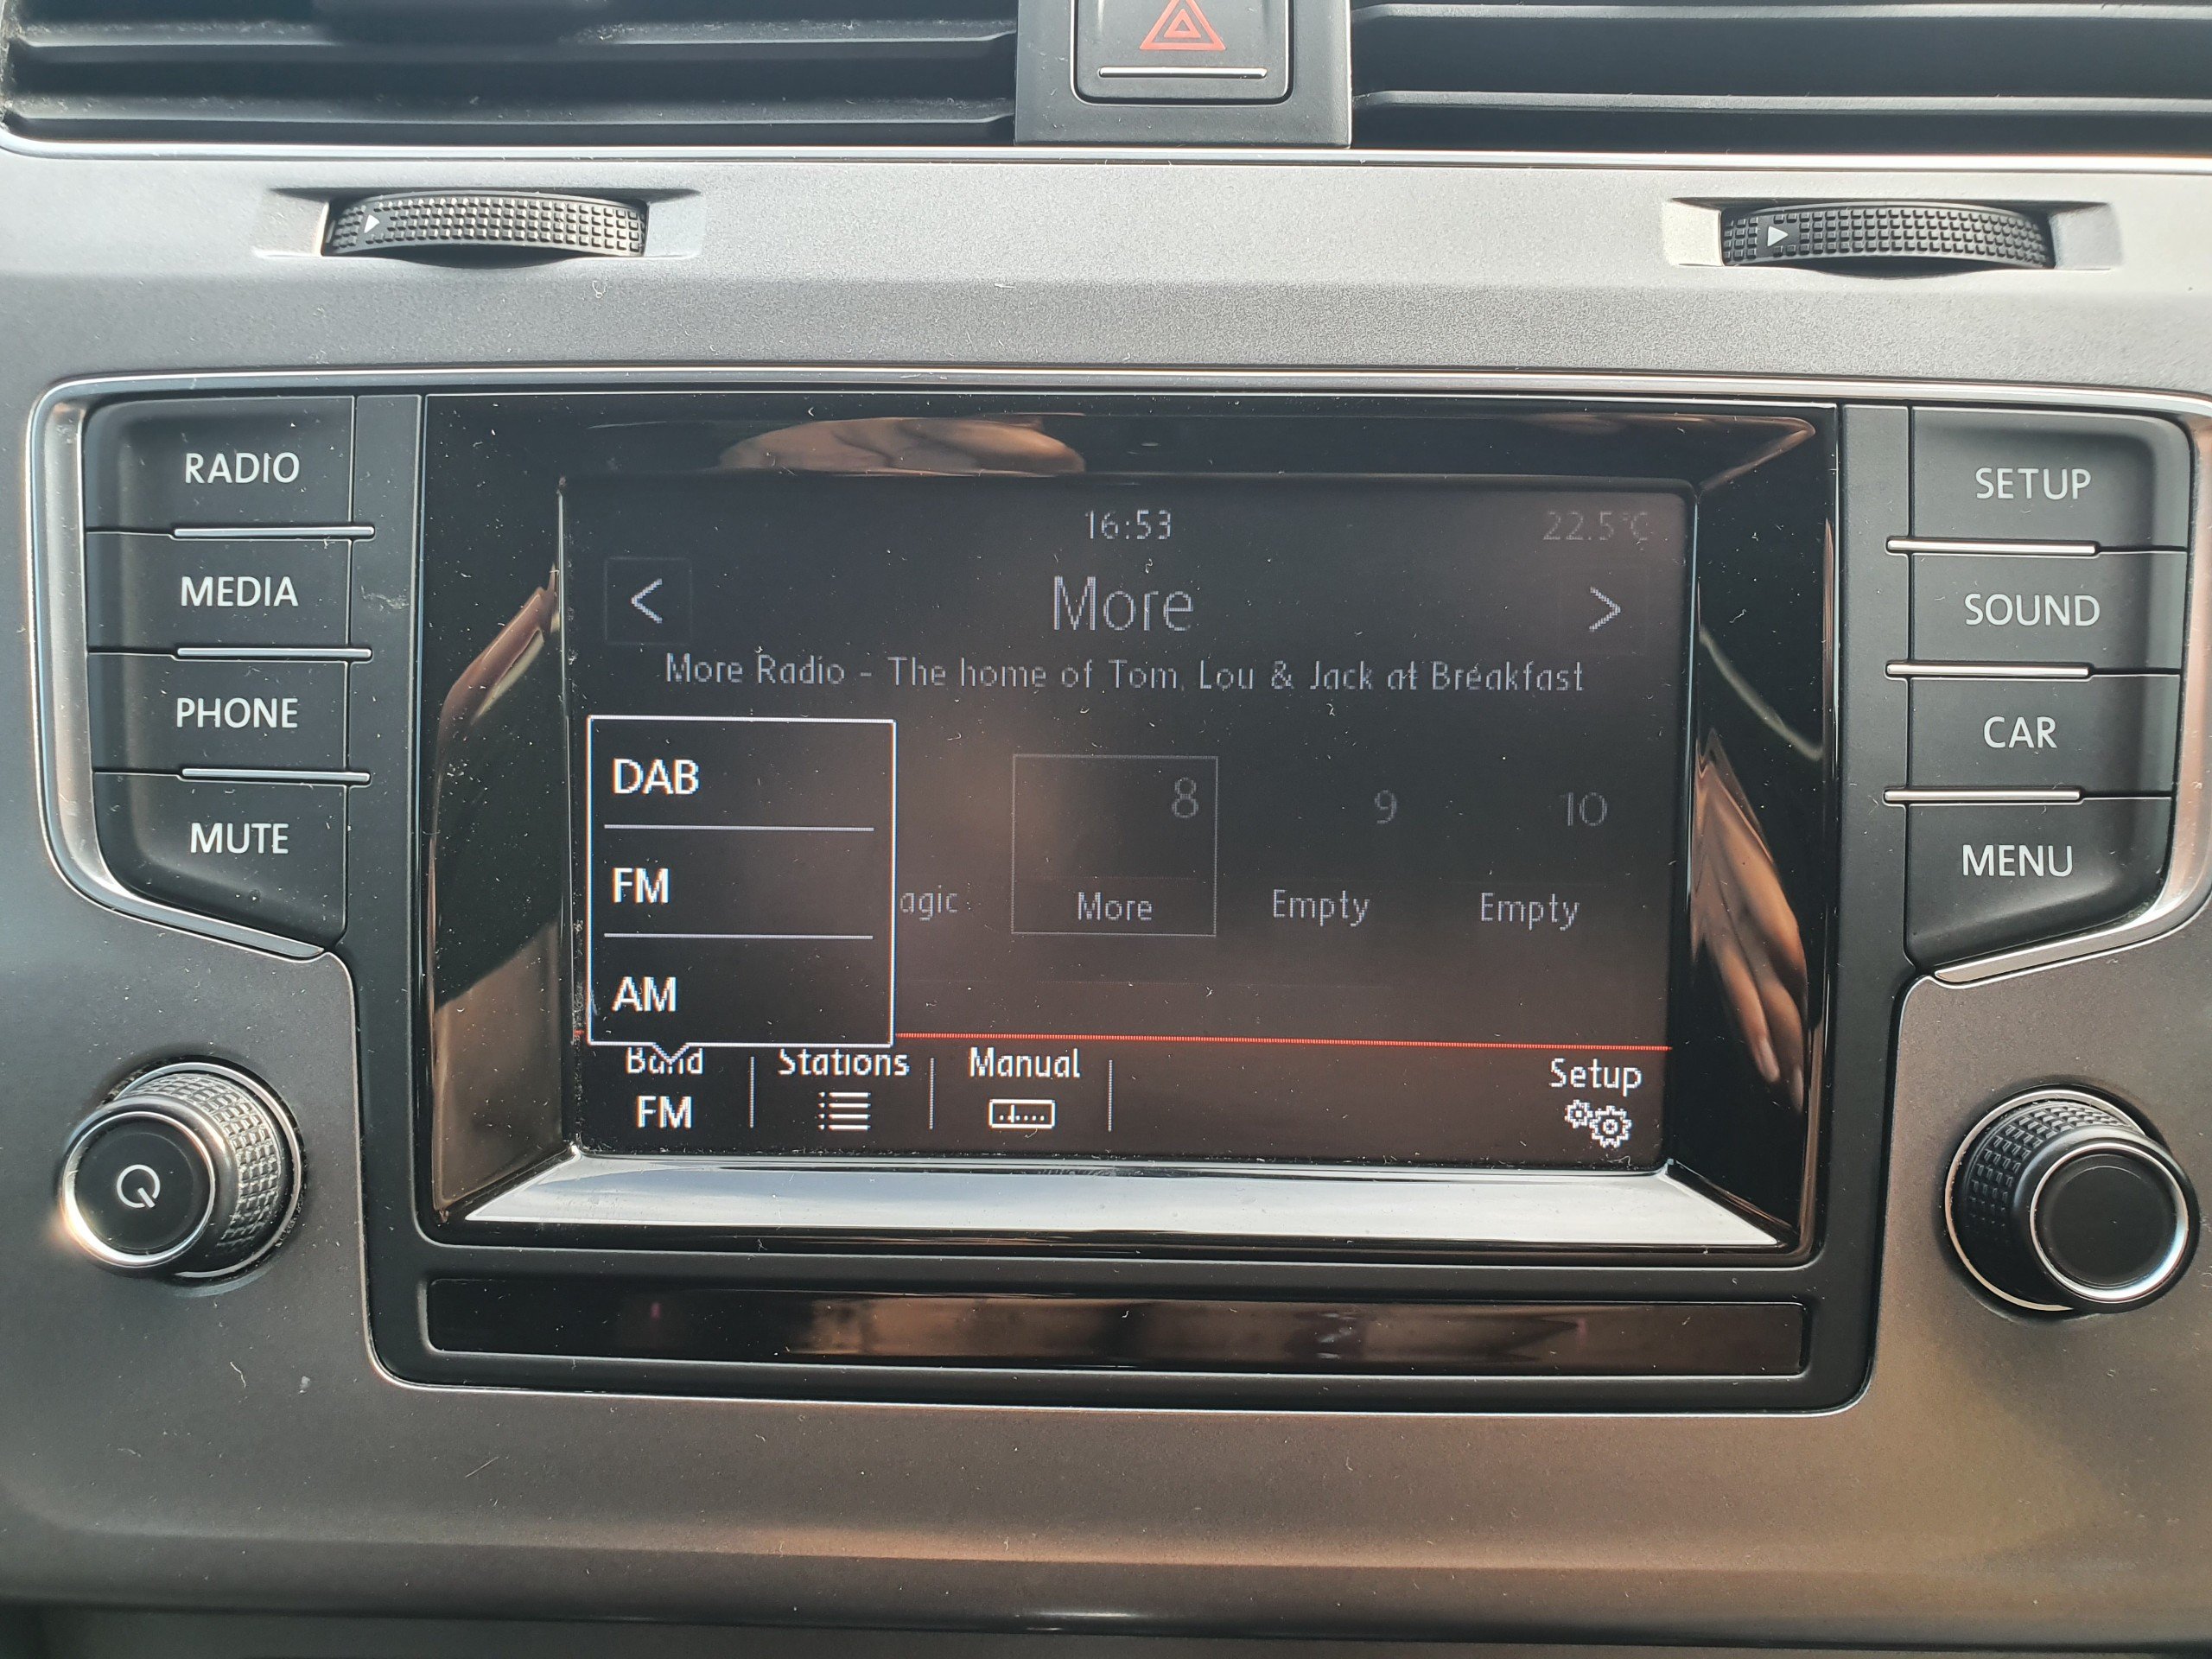 RADIO
MEDIA
PHONE
MUTE
16:53
22.5°C
<
More
>
More Radio - The home of Tom, Lou & Jack at Breakfast
DAB
FM
AM
agic
8
More
9
Empty
10
Empty
Band
FM
Stations
Manual
Setup
SETUP
SOUND
CAR
MENU